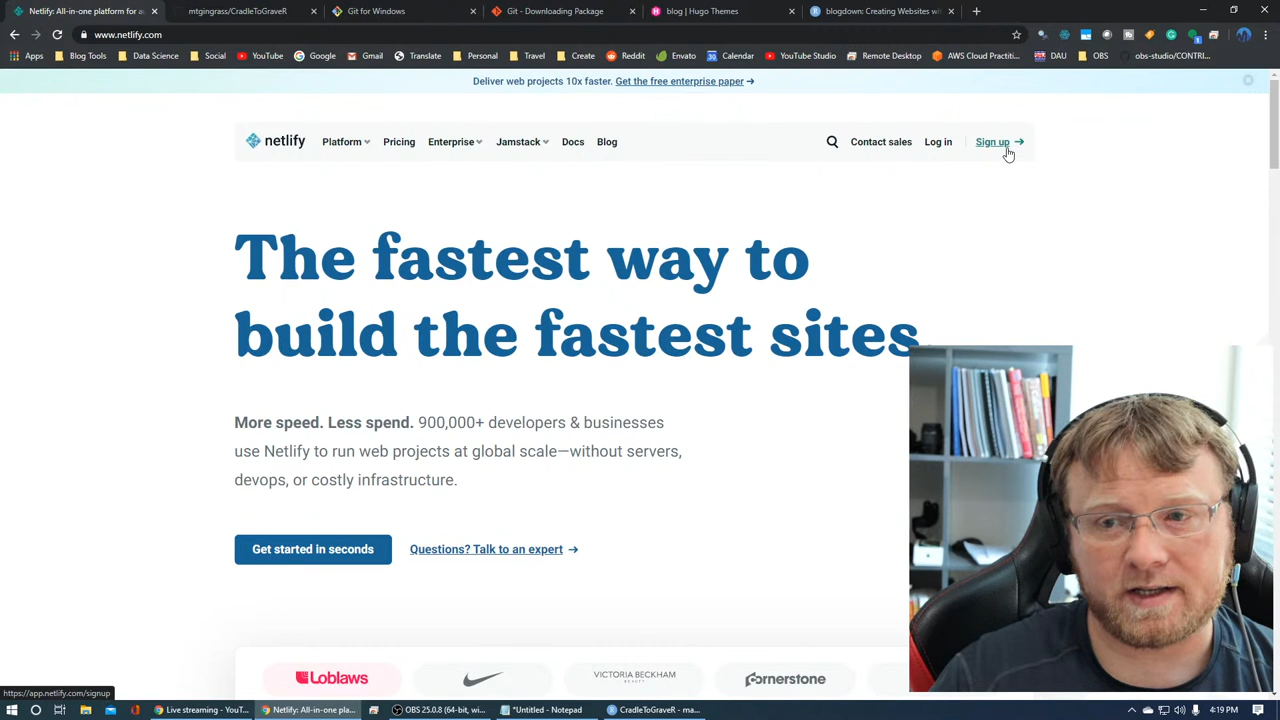 Netlify: All-in-one platform for a
mtgingrass/CradleToGraveR
Git for Windows
Git - Downloading Package
blog | Hugo Themes
blogdown: Creating Websites wi
www.netlify.com
Apps
Blog Tools
Data Science
Social
YouTube
Google
Gmail
Translate
Personal
Travel
Create
Reddit
Envato
Calendar
YouTube Studio
Remote Desktop
AWS Cloud Practiti...
DAU
OBS
obs-studio/CONTRI...
Deliver web projects 10x faster. Get the free enterprise paper →
netlify
Platform
Pricing
Enterprise
Jamstack
Docs
Blog
Contact sales
Log in
Sign up →
The fastest way to
build the fastest sites.
More speed. Less spend. 900,000+ developers & businesses
use Netlify to run web projects at global scale—without servers,
devops, or costly infrastructure.
Get started in seconds
Questions? Talk to an expert →
Loblaws
VICTORIA BECKHAM
BEAUTY
Cornerstone
https://app.netlify.com/signup
Live streaming - YouT...
Netlify: All-in-one pla...
OBS 25.0.8 (64-bit, wi...
*Untitled - Notepad
CradleToGraveR - ma...
4:19 PM